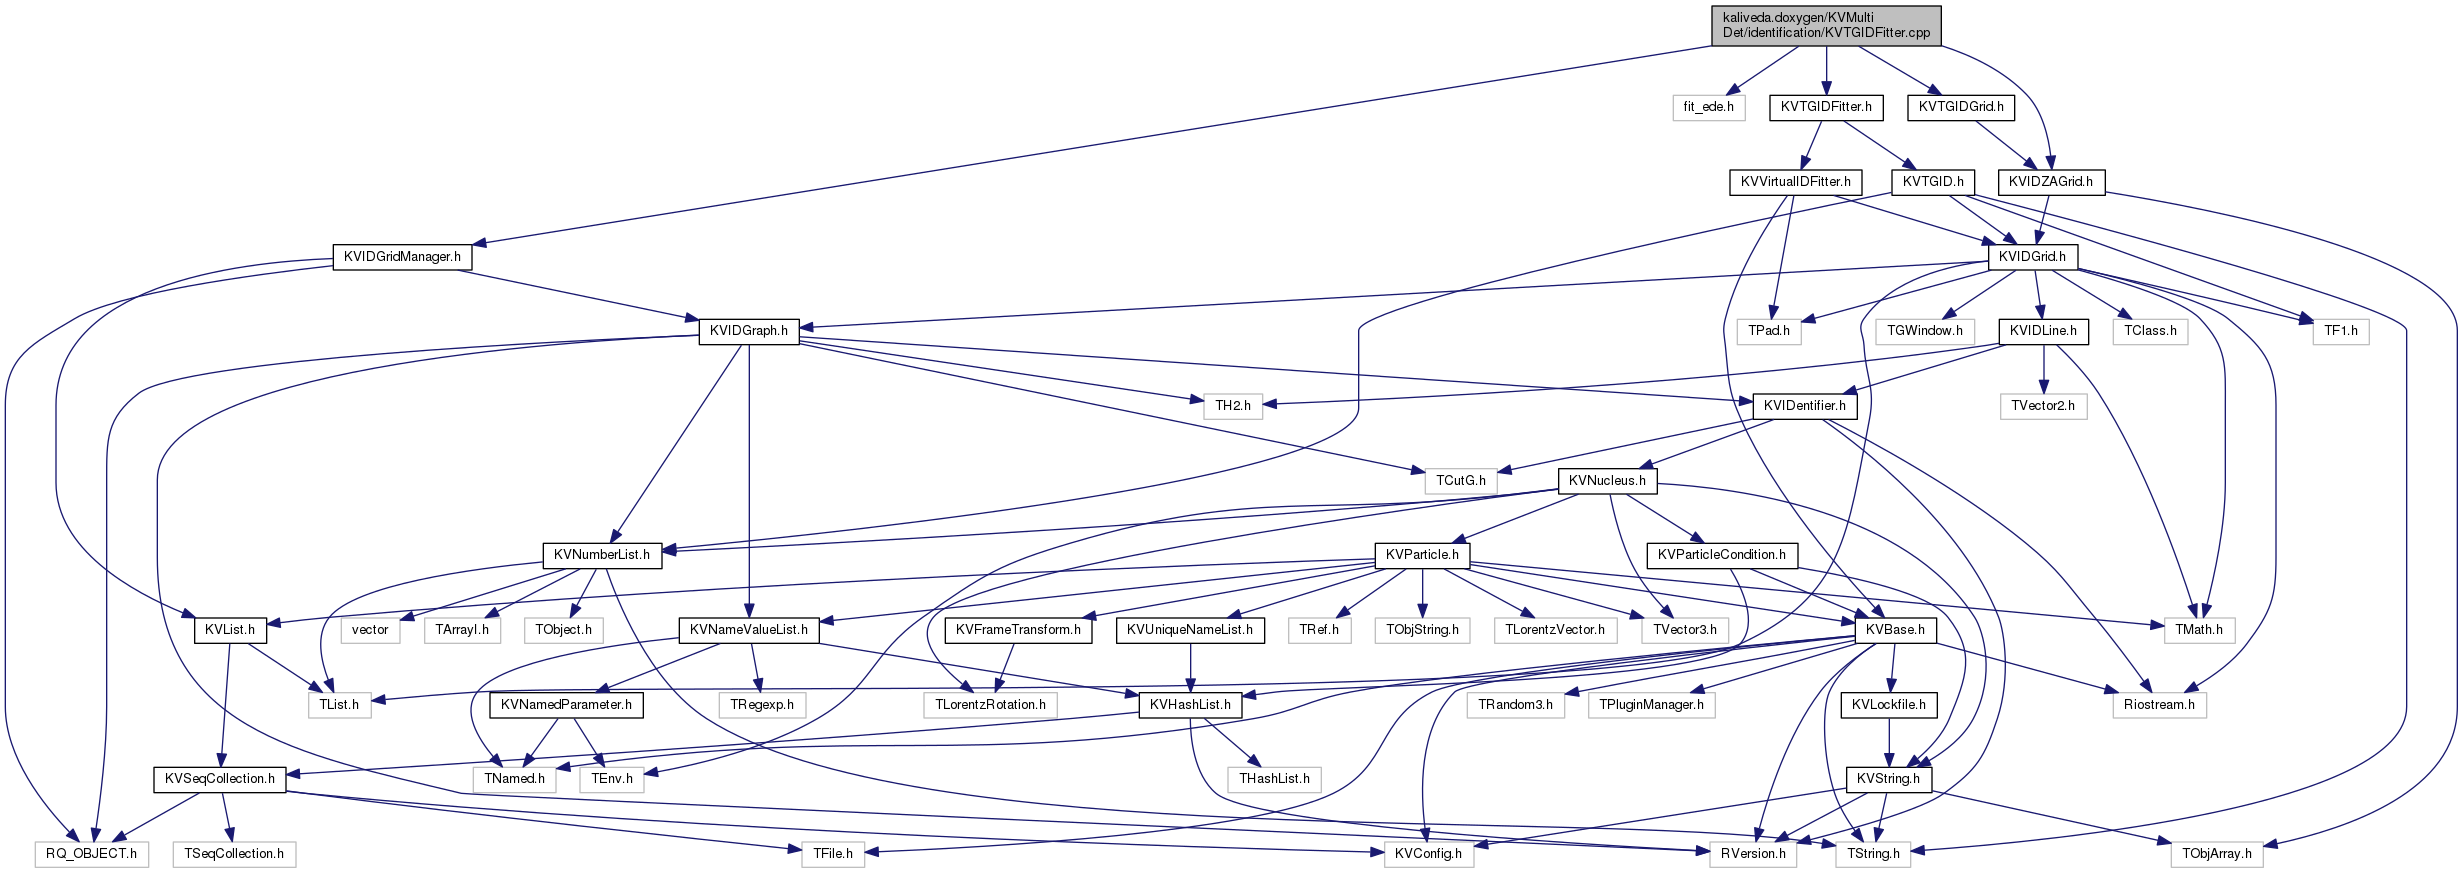 kaliveda.doxygen/KVMulti
Det/identification/KVTGIDFitter.cpp
fit_ede.h
KVTGIDFitter.h
KVTGIDGrid.h
KVVirtualIDFitter.h
KVTGID.h
KVIDZAGrid.h
KVIDGridManager.h
KVIDGrid.h
KVIDGraph.h
TPad.h
TGWindow.h
KVIDLine.h
TClass.h
TF1.h
TH2.h
KVIDentifier.h
TVector2.h
TCutG.h
KVNucleus.h
KVNumberList.h
KVParticle.h
KVParticleCondition.h
KVList.h
vector
TArrayI.h
TObject.h
KVNameValueList.h
KVFrameTransform.h
KVUniqueNameList.h
TRef.h
TObjString.h
TLorentzVector.h
TVector3.h
KVBase.h
TMath.h
TList.h
KVNamedParameter.h
TRegexp.h
TLorentzRotation.h
KVHashList.h
TRandom3.h
TPluginManager.h
KVLockfile.h
Riostream.h
KVSeqCollection.h
TNamed.h
TEnv.h
THashList.h
KVString.h
RQ_OBJECT.h
TSeqCollection.h
TFile.h
KVConfig.h
RVersion.h
TString.h
TObjArray.h